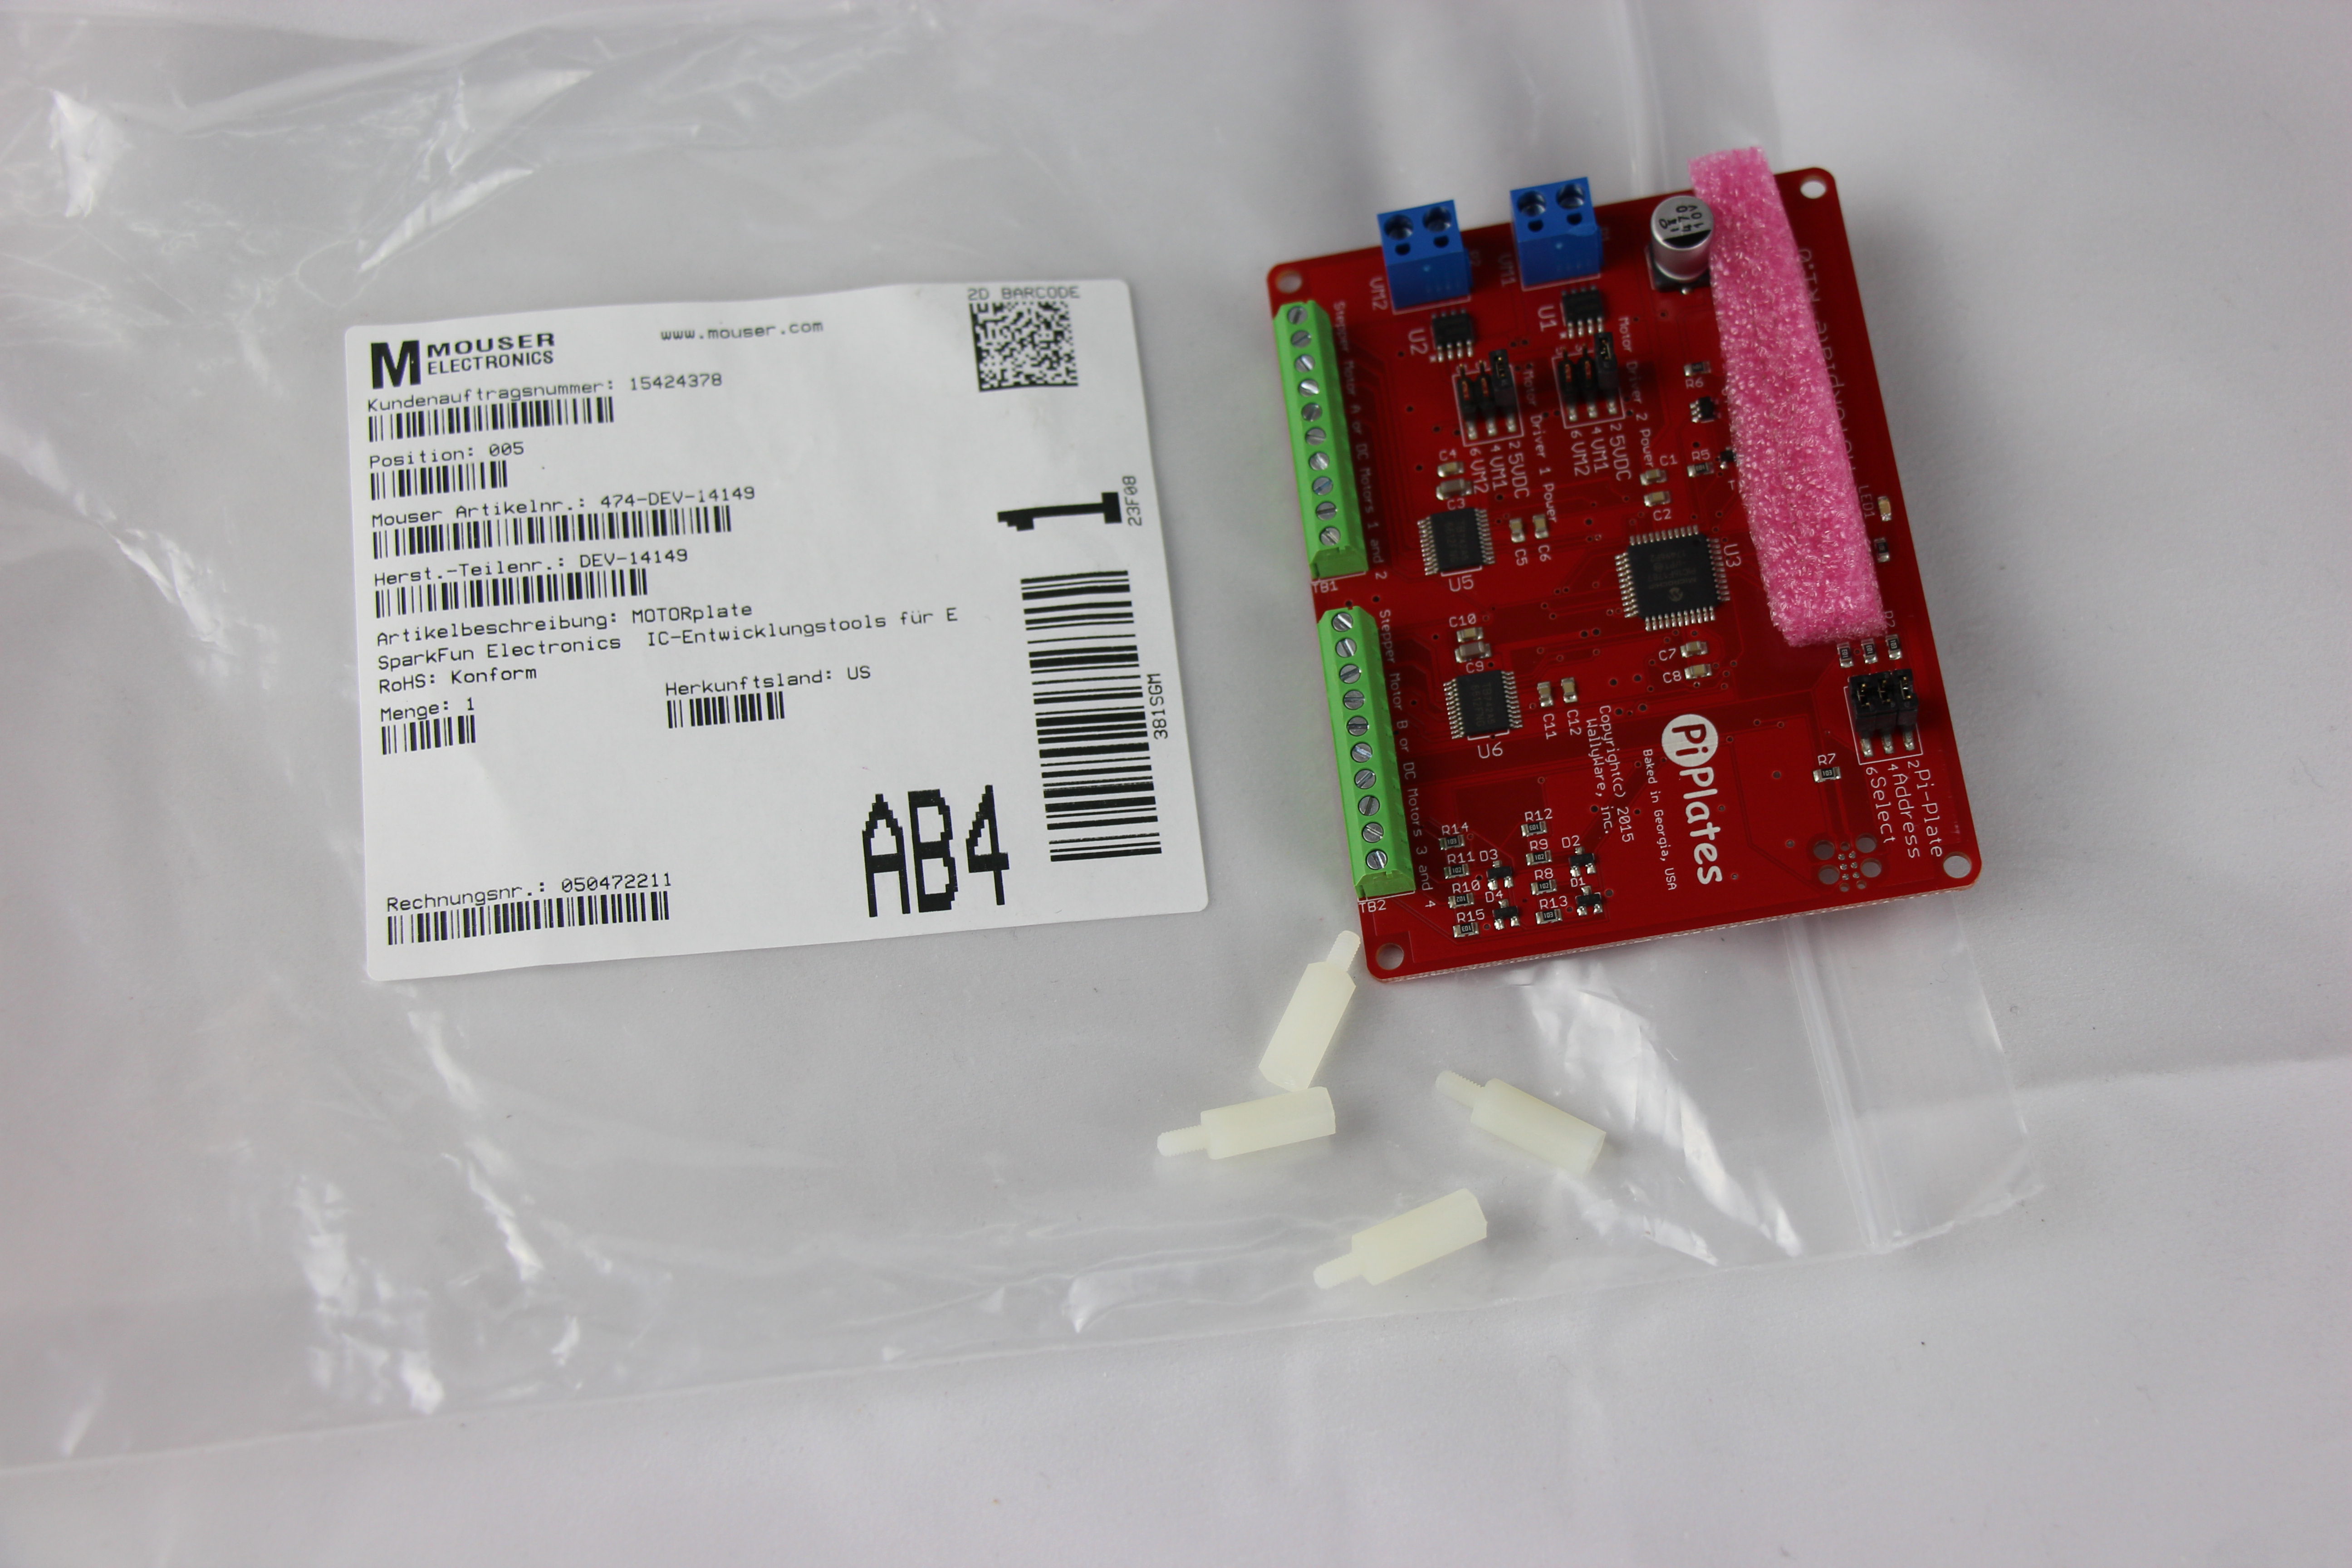 MOUSER
ELECTRONICS
www.mouser.com
2D BARCODE
Kundenauftragsnummer: 15424378
Position: 005
Mouser Artikelnr.: 474-DEV-14149
Herst.-Teilenr.: DEV-14149
Artikelbeschreibung: MOTORplate
SparkFun Electronics IC-Entwicklungstools für E
RoHS: Konform
Herkunftsland: US
Menge: 1
1
23F08
381SGM
AB4
Rechnungsnr.: 050472211
VM2
VM1
U2
U1
470
10V
Stepper Motor A or DC Motors 1 and 2
Motor Driver 1 Power
Motor Driver 2 Power
2 5VDC
4 VM1
6 VM2
2 5VDC
4 VM1
6 VM2
R6
R5
C4
C3
C1
C2
C5
C6
U5
U3
LED1
TB1
Stepper Motor B or DC Motors 3 and 4
C10
C9
C7
C8
C11
C12
U6
Copyright(c) 2015
WallyWare, inc.
Pi Plates
Baked in Georgia, USA
R7
2 Pi-Plate
4 Address
6 Select
R14
R11
R10
R15
D3
D4
R12
R9
R8
R13
D2
D1
TB2